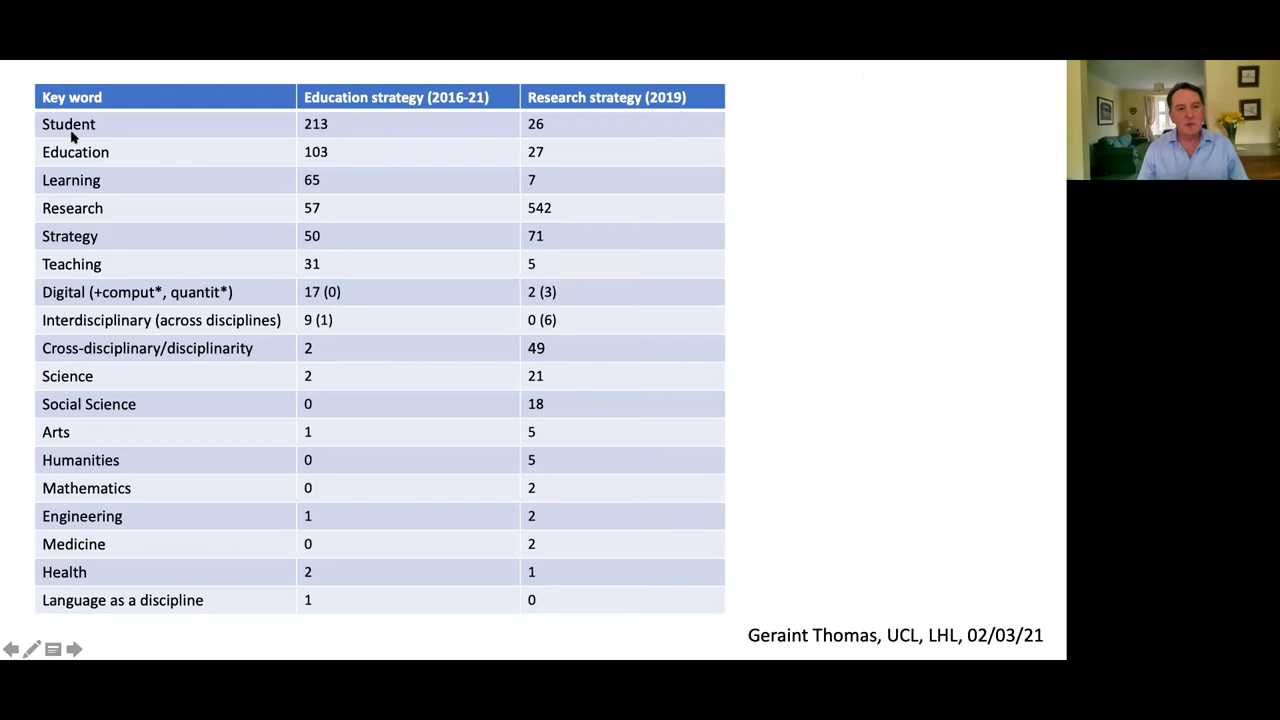 Key word Education strategy (2016-21) Research strategy (2019)
Student 213 26
Education 103 27
Learning 65 7
Research 57 542
Strategy 50 71
Teaching 31 5
Digital (+comput*, quantit*) 17 (0) 2 (3)
Interdisciplinary (across disciplines) 9 (1) 0 (6)
Cross-disciplinary/disciplinarity 2 49
Science 2 21
Social Science 0 18
Arts 1 5
Humanities 0 5
Mathematics 0 2
Engineering 1 2
Medicine 0 2
Health 2 1
Language as a discipline 1 0
Geraint Thomas, UCL, LHL, 02/03/21